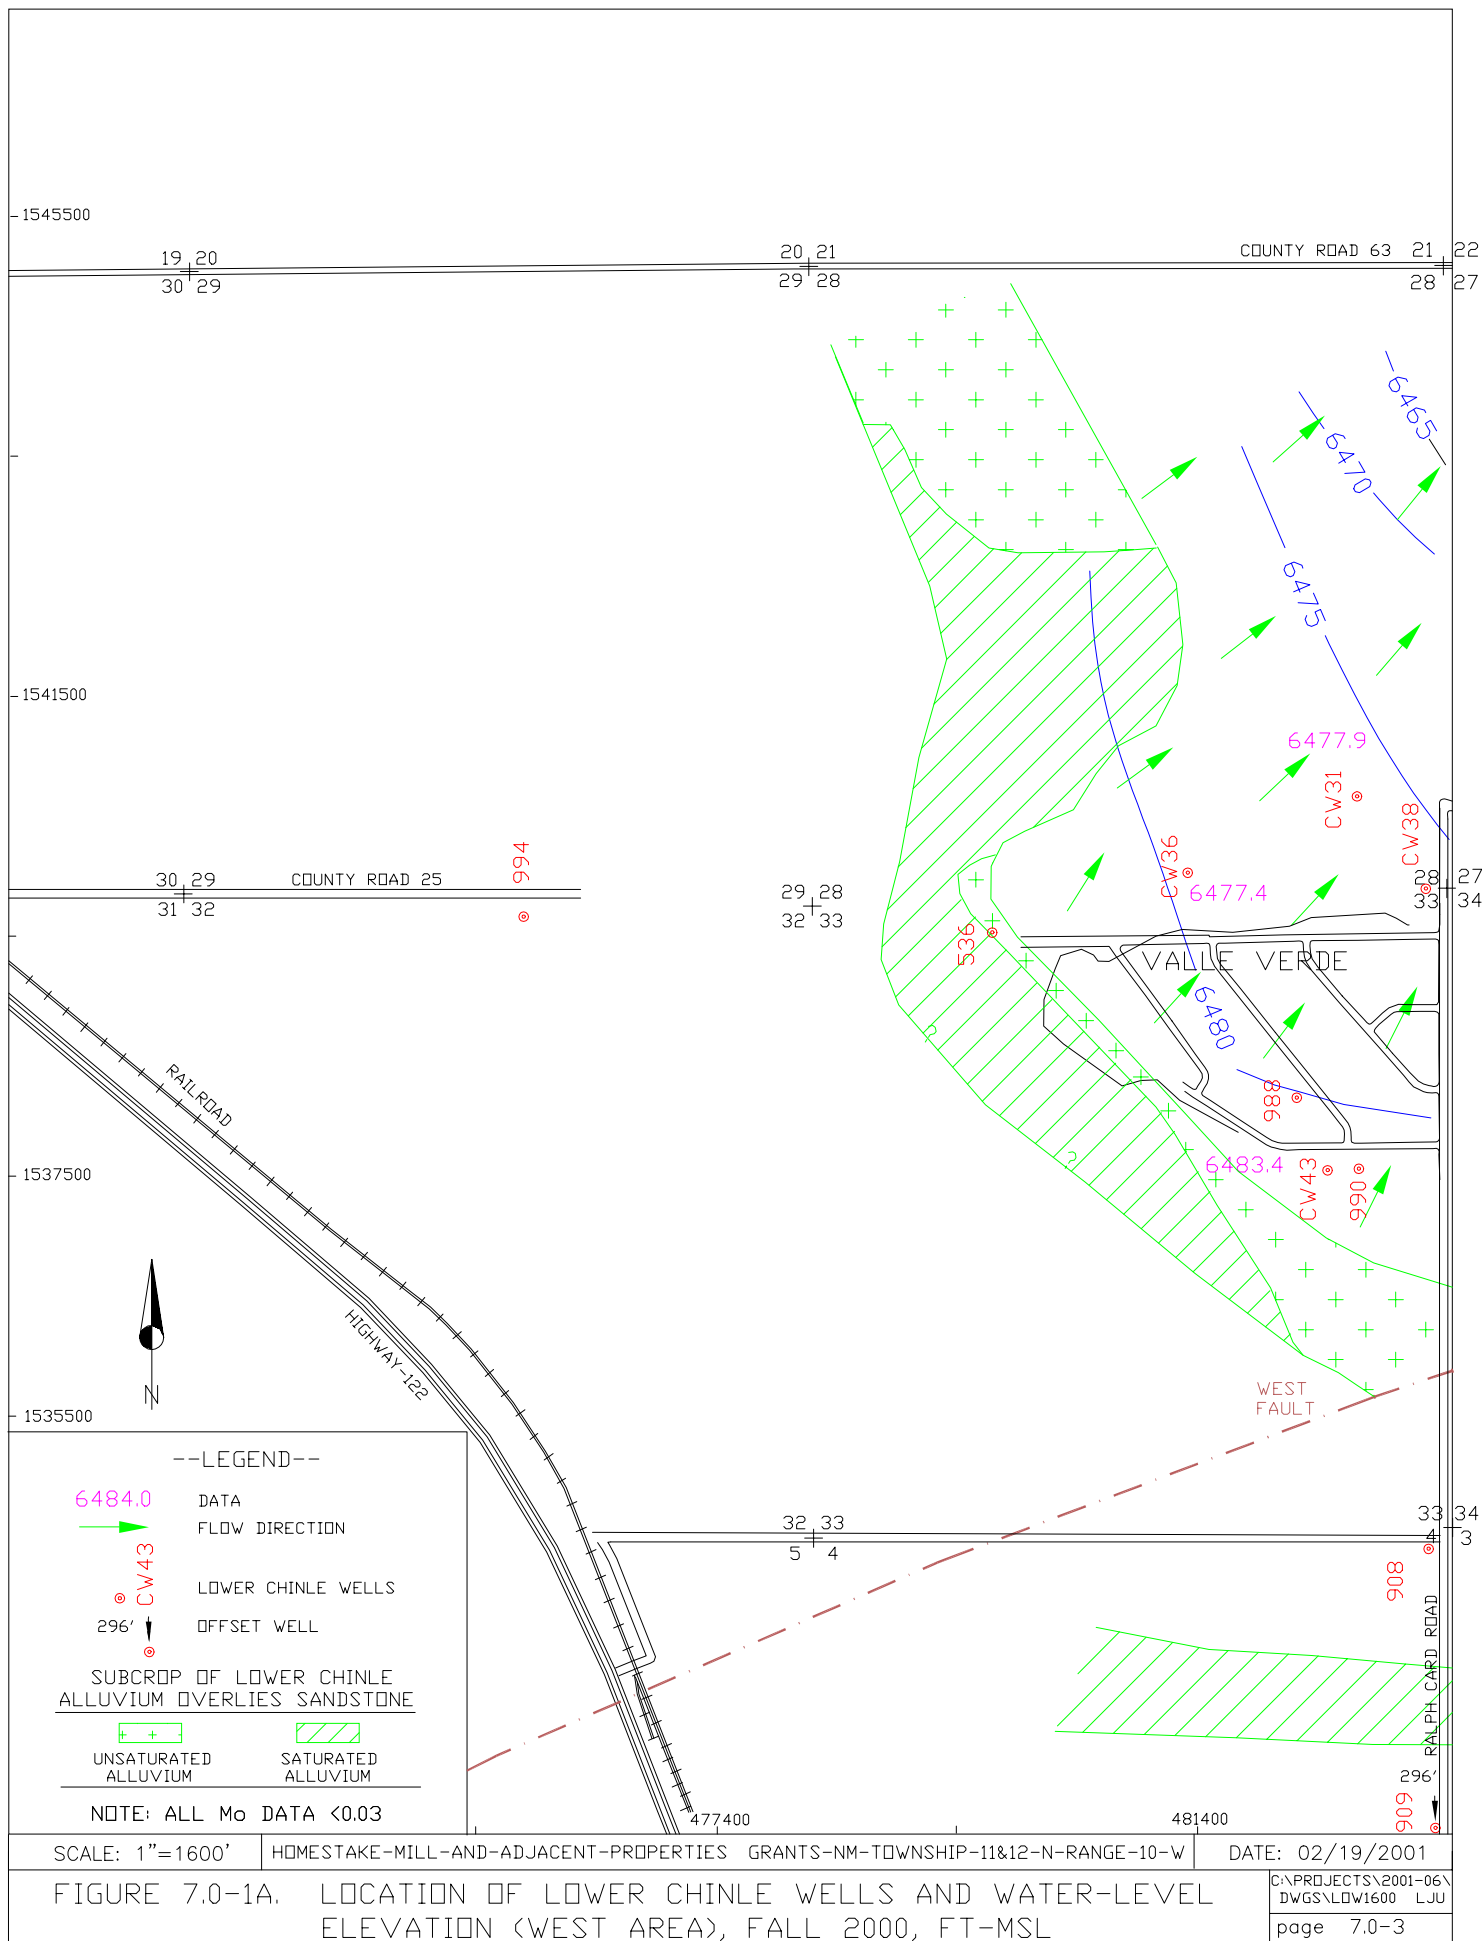 1545500
19 20
30 29
20 21
29 28
COUNTY ROAD 63
21 22
28 27
6465
6470
6475
1541500
6477.9
CW31
CW38
CW36
6477.4
994
30 29
COUNTY ROAD 25
31 32
29 28
32 33
28 27
33 34
536
VALLE VERDE
6480
?
RAILROAD
988
?
6483.4
CW43
990
1537500
HIGHWAY-122
N
WEST
FAULT
1535500
--LEGEND--
6484.0 DATA
FLOW DIRECTION
CW43
LOWER CHINLE WELLS
296' OFFSET WELL
SUBCROP OF LOWER CHINLE
ALLUVIUM OVERLIES SANDSTONE
UNSATURATED
ALLUVIUM
SATURATED
ALLUVIUM
NOTE: ALL Mo DATA <0.03
32 33
5 4
33 34
4 3
908
RALPH CARD ROAD
296'
909
477400
481400
SCALE: 1"=1600'
HOMESTAKE-MILL-AND-ADJACENT-PROPERTIES GRANTS-NM-TOWNSHIP-11&12-N-RANGE-10-W
DATE: 02/19/2001
FIGURE 7.0-1A. LOCATION OF LOWER CHINLE WELLS AND WATER-LEVEL
ELEVATION (WEST AREA), FALL 2000, FT-MSL
C:\PROJECTS\2001-06\
DWGS\LOW1600 LJU
page 7.0-3